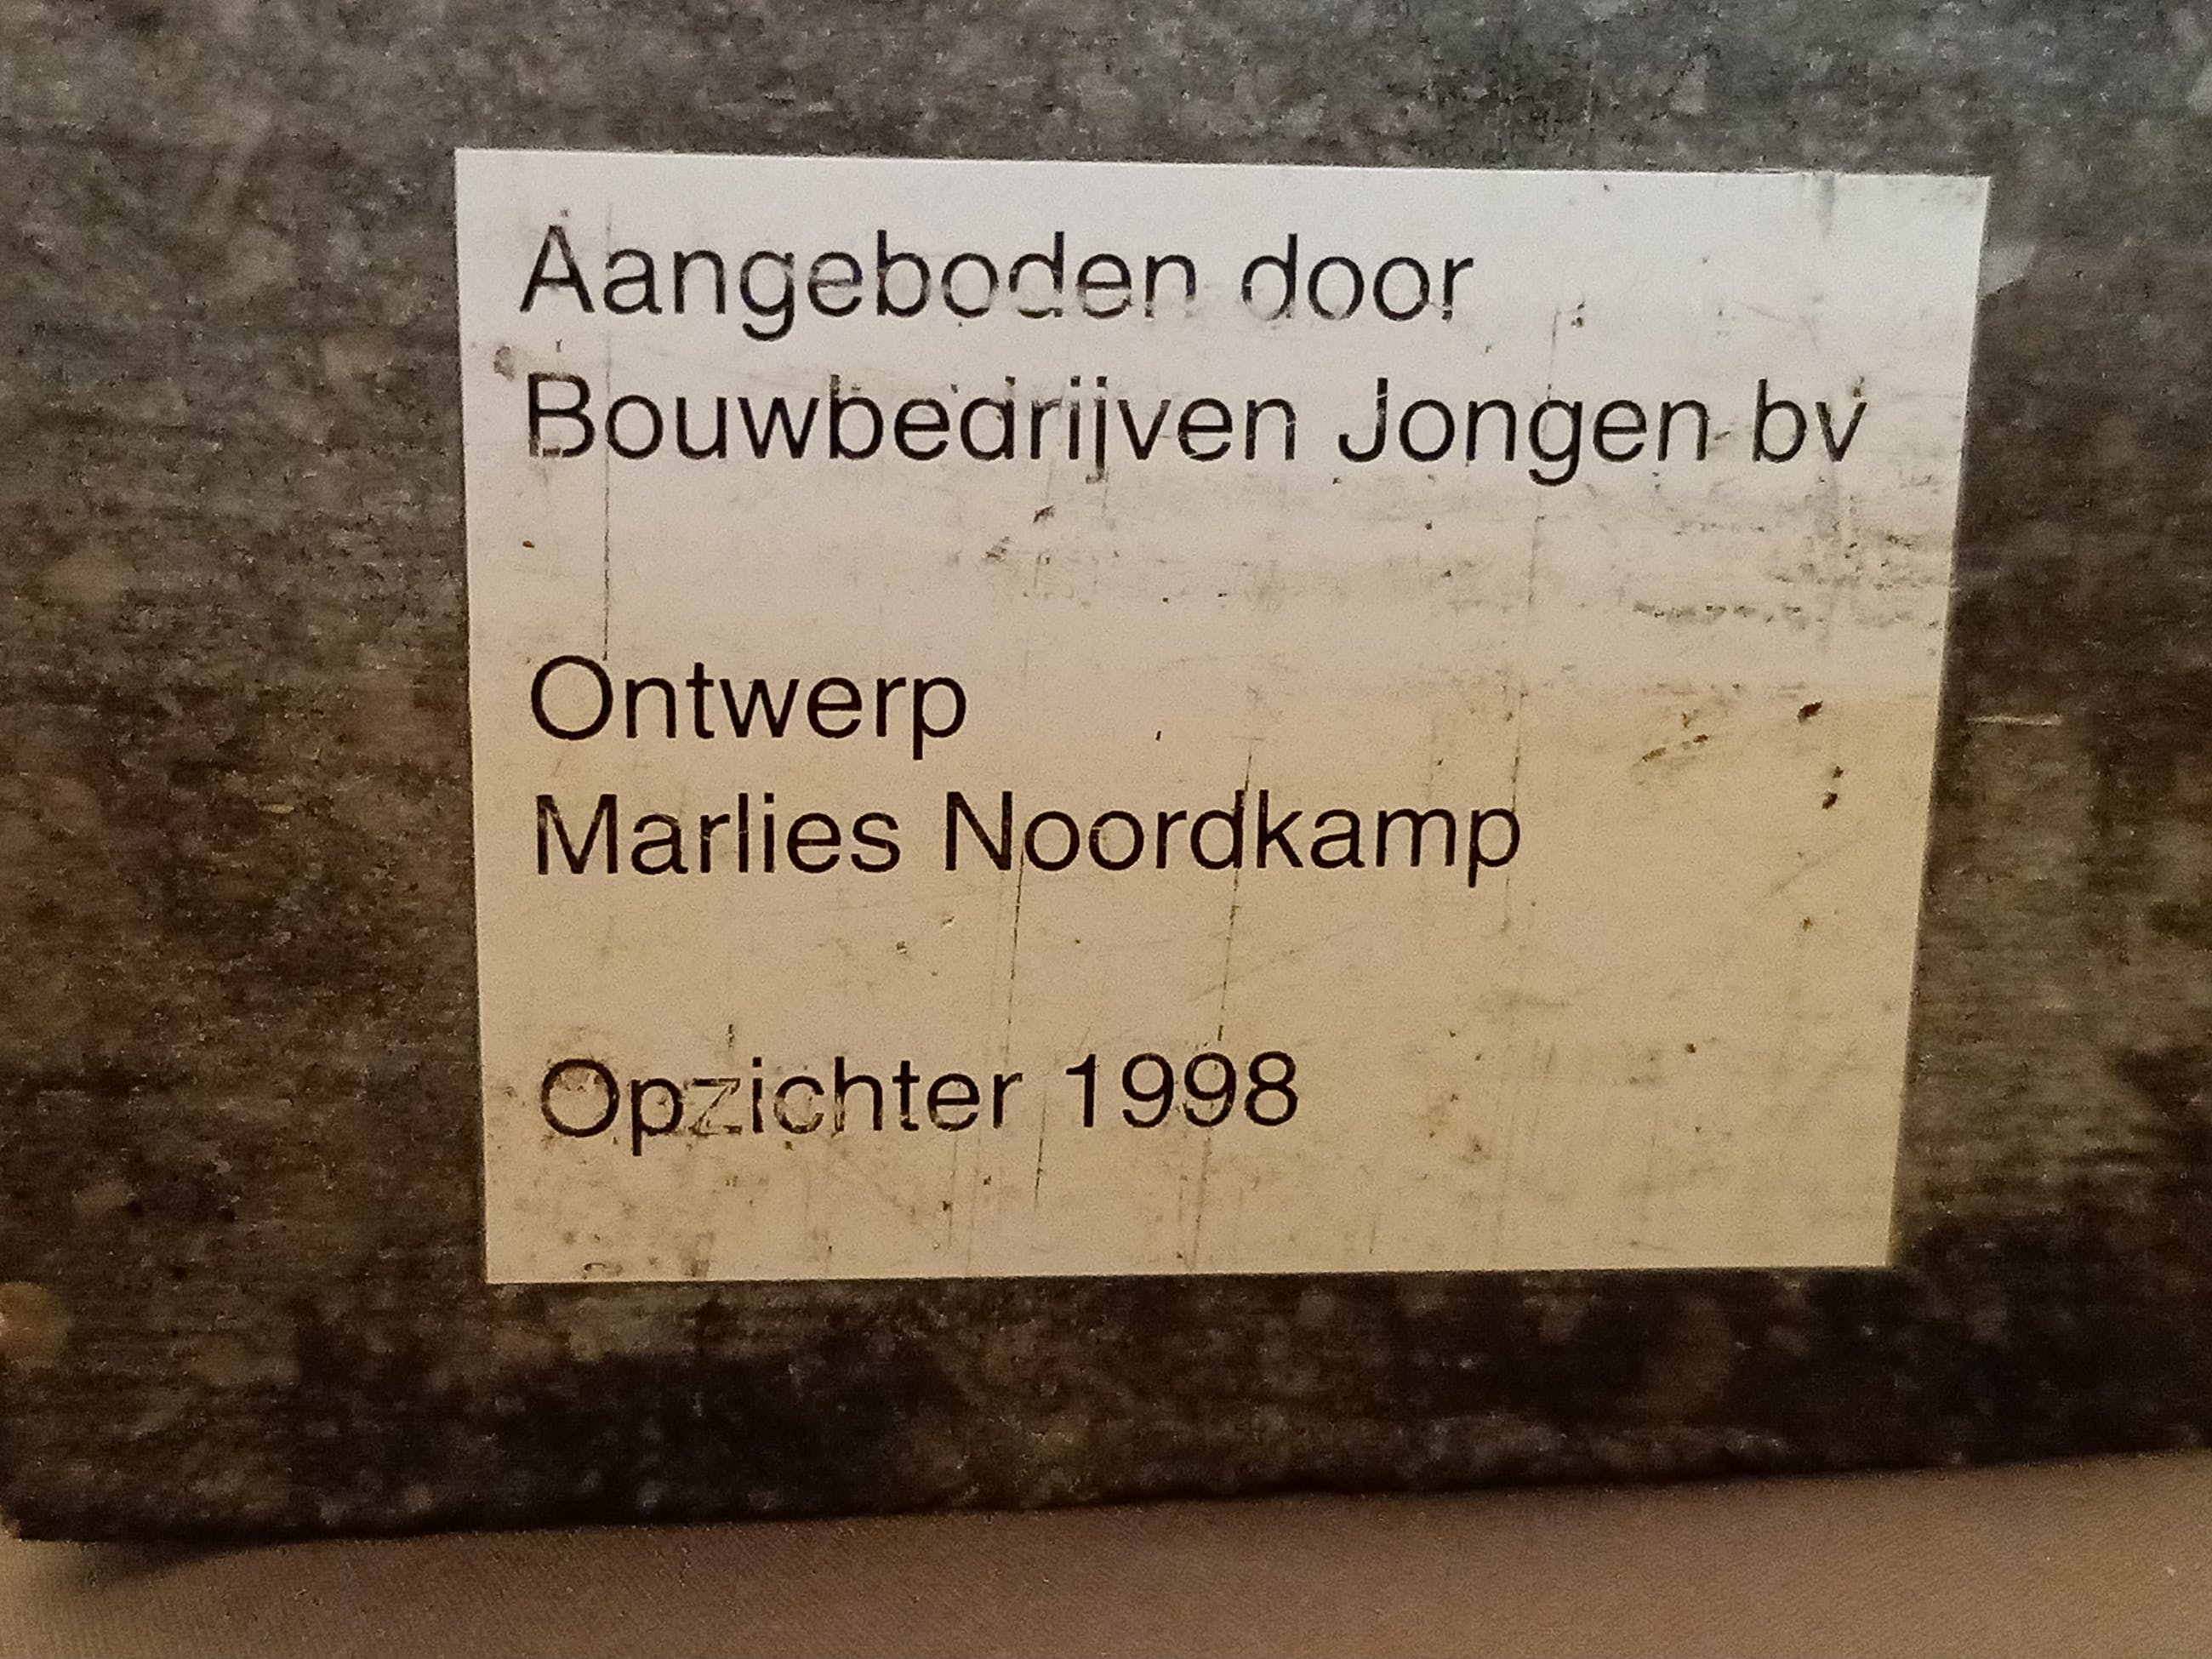 Aangeboden door
Bouwbedrijven Jongen bv
Ontwerp
Marlies Noordkamp
Opzichter 1998